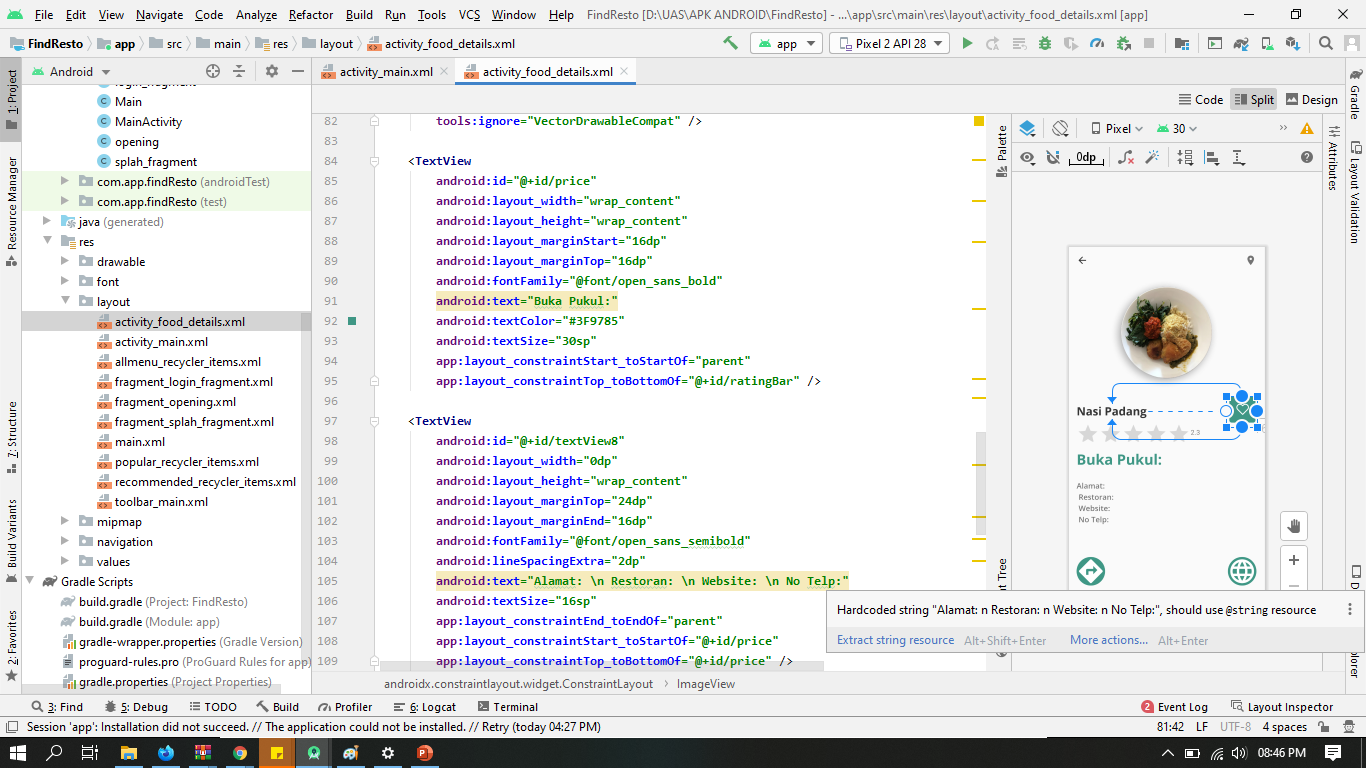 File Edit View Navigate Code Analyze Refactor Build Run Tools VCS Window Help FindResto [D:\UAS\APK ANDROID\FindResto] - ...\app\src\main\res\layout\activity_food_details.xml [app]
FindResto app src main res layout activity_food_details.xml app Pixel 2 API 28
Android activity_main.xml activity_food_details.xml
Code Split Design
1: Project
Resource Manager
7: Structure
Build Variants
2: Favorites
Main
MainActivity
opening
splah_fragment
com.app.findResto (androidTest)
com.app.findResto (test)
java (generated)
res
drawable
font
layout
activity_food_details.xml
activity_main.xml
allmenu_recycler_items.xml
fragment_login_fragment.xml
fragment_opening.xml
fragment_splah_fragment.xml
main.xml
popular_recycler_items.xml
recommended_recycler_items.xml
toolbar_main.xml
mipmap
navigation
values
Gradle Scripts
build.gradle (Project: FindResto)
build.gradle (Module: app)
gradle-wrapper.properties (Gradle Version)
proguard-rules.pro (ProGuard Rules for app)
gradle.properties (Project Properties)
82 tools:ignore="VectorDrawableCompat" />
83
84 <TextView
85 android:id="@+id/price"
86 android:layout_width="wrap_content"
87 android:layout_height="wrap_content"
88 android:layout_marginStart="16dp"
89 android:layout_marginTop="16dp"
90 android:fontFamily="@font/open_sans_bold"
91 android:text="Buka Pukul:"
92 android:textColor="#3F9785"
93 android:textSize="30sp"
94 app:layout_constraintStart_toStartOf="parent"
95 app:layout_constraintTop_toBottomOf="@+id/ratingBar" />
96
97 <TextView
98 android:id="@+id/textView8"
99 android:layout_width="0dp"
100 android:layout_height="wrap_content"
101 android:layout_marginTop="24dp"
102 android:layout_marginEnd="16dp"
103 android:fontFamily="@font/open_sans_semibold"
104 android:lineSpacingExtra="2dp"
105 android:text="Alamat: \n Restoran: \n Website: \n No Telp:"
106 android:textSize="16sp"
107 app:layout_constraintEnd_toEndOf="parent"
108 app:layout_constraintStart_toStartOf="@+id/price"
109 app:layout_constraintTop_toBottomOf="@+id/price" />
androidx.constraintlayout.widget.ConstraintLayout ImageView
Palette
Pixel 30
0dp
Nasi Padang
2.3
Buka Pukul:
Alamat:
Restoran:
Website:
No Telp:
Hardcoded string "Alamat: n Restoran: n Website: n No Telp:", should use @string resource
Extract string resource Alt+Shift+Enter More actions... Alt+Enter
Attributes
Gradle
Layout Validation
3: Find 5: Debug TODO Build Profiler 6: Logcat Terminal 2 Event Log Layout Inspector
Session 'app': Installation did not succeed. // The application could not be installed. // Retry (today 04:27 PM) 81:42 LF UTF-8 4 spaces
08:46 PM